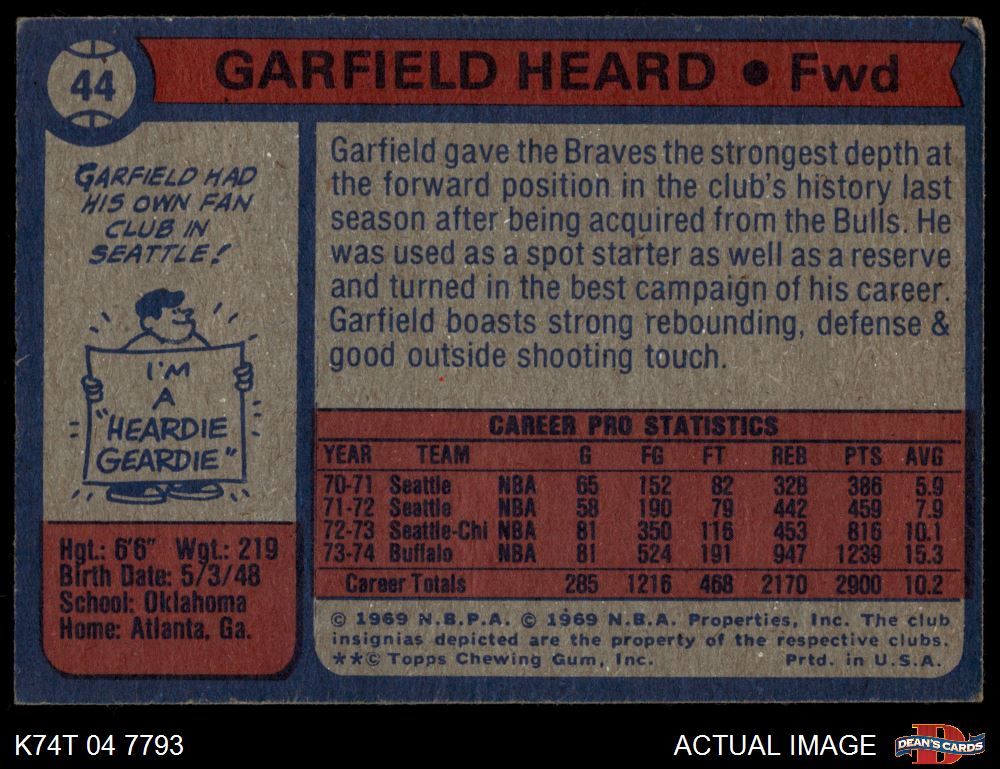 44
GARFIELD HEARD • Fwd
GARFIELD HAD
HIS OWN FAN
CLUB IN
SEATTLE!
I'M
A
"HEARDIE
GEARDIE"
Hgt.: 6'6" Wgt.: 219
Birth Date: 5/3/48
School: Oklahoma
Home: Atlanta, Ga.
Garfield gave the Braves the strongest depth at
the forward position in the club's history last
season after being acquired from the Bulls. He
was used as a spot starter as well as a reserve
and turned in the best campaign of his career.
Garfield boasts strong rebounding, defense &
good outside shooting touch.
CAREER PRO STATISTICS
YEAR TEAM G FG FT REB PTS AVG
70-71 Seattle NBA 65 152 82 328 386 5.9
71-72 Seattle NBA 58 190 79 442 459 7.9
72-73 Seattle-Chi NBA 81 350 116 453 816 10.1
73-74 Buffalo NBA 81 524 191 947 1239 15.3
Career Totals 285 1216 468 2170 2900 10.2
© 1969 N.B.P.A. © 1969 N.B.A. Properties, Inc. The club
insignias depicted are the property of the respective clubs.
**© Topps Chewing Gum, Inc. Prtd. in U.S.A.
K74T 04 7793
ACTUAL IMAGE
D
DEAN'S CARDS